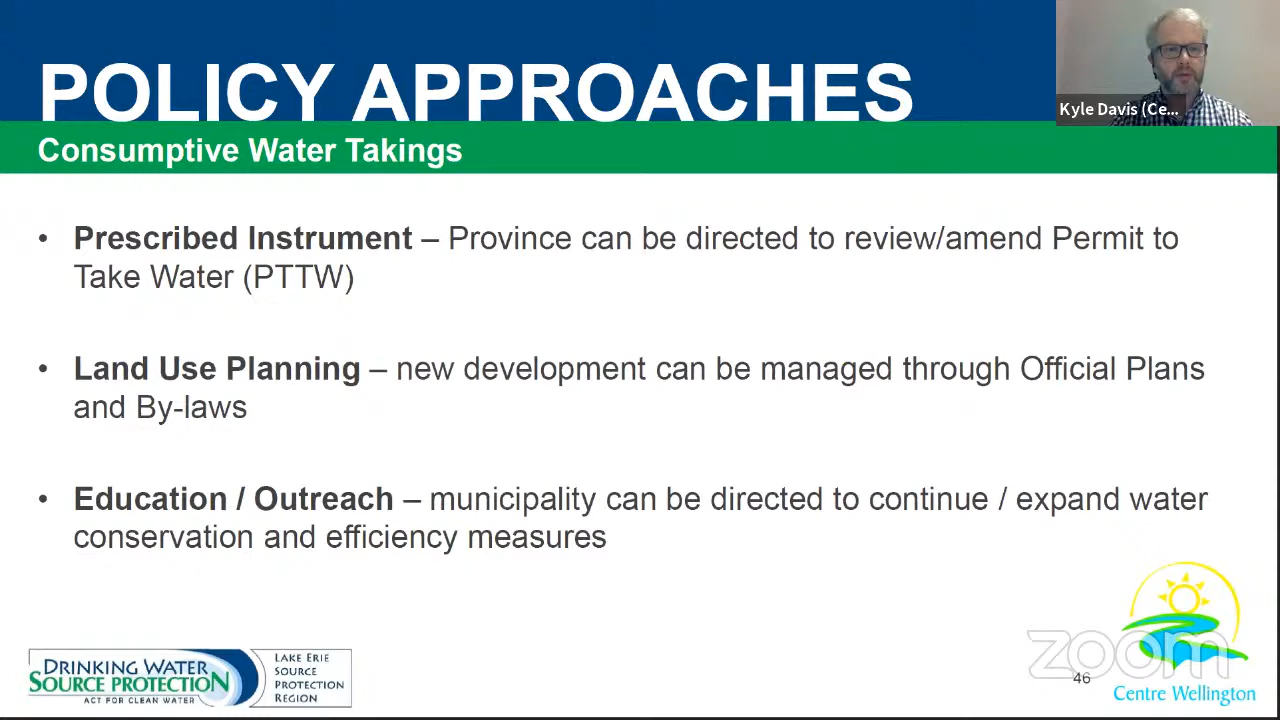 POLICY APPROACHES
Kyle Davis (Ce...
Consumptive Water Takings
• Prescribed Instrument – Province can be directed to review/amend Permit to
Take Water (PTTW)
• Land Use Planning – new development can be managed through Official Plans
and By-laws
• Education / Outreach – municipality can be directed to continue / expand water
conservation and efficiency measures
DRINKING WATER
SOURCE PROTECTION
ACT FOR CLEAN WATER
LAKE ERIE
SOURCE
PROTECTION
REGION
zoom
46
Centre Wellington